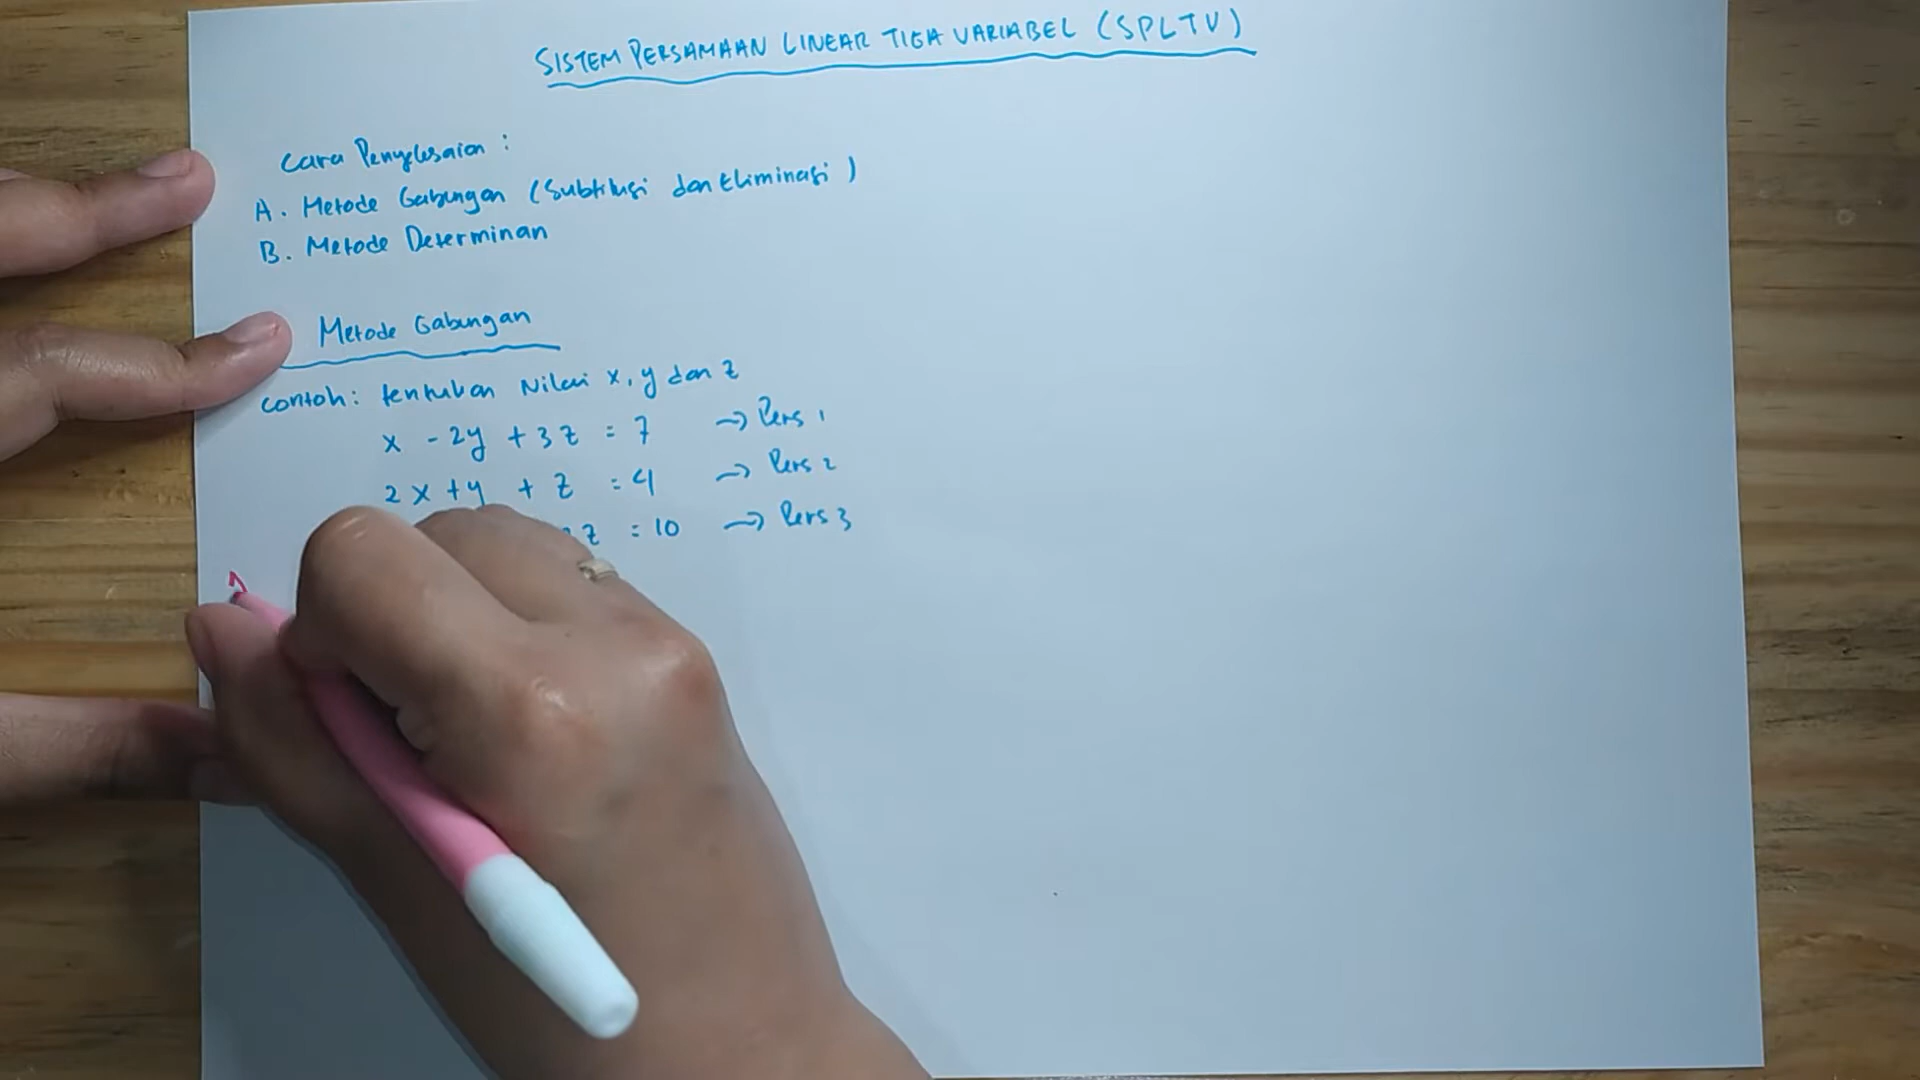 SISTEM PERSAMAAN LINEAR TIGA VARIABEL (SPLTV)
Cara Penyelesaian :
A. Metode Gabungan (Subtitusi dan Eliminasi)
B. Metode Determinan
Metode Gabungan
Contoh: tentukan Nilai x, y dan z
x - 2y + 3z = 7 → Pers 1
2x + y + z = 4 → Pers 2
z = 10 → Pers 3